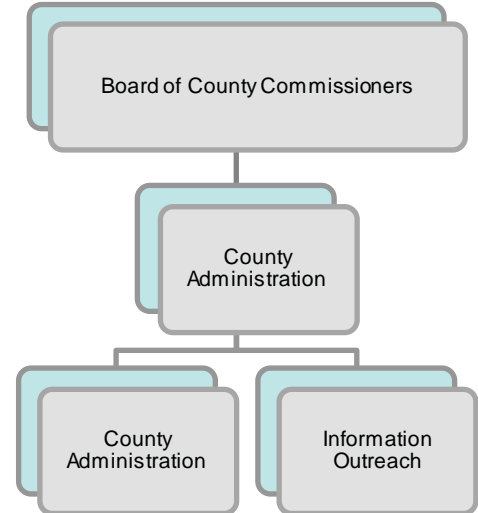 Board of County Commissioners
County
Administration
County
Administration
Information
Outreach